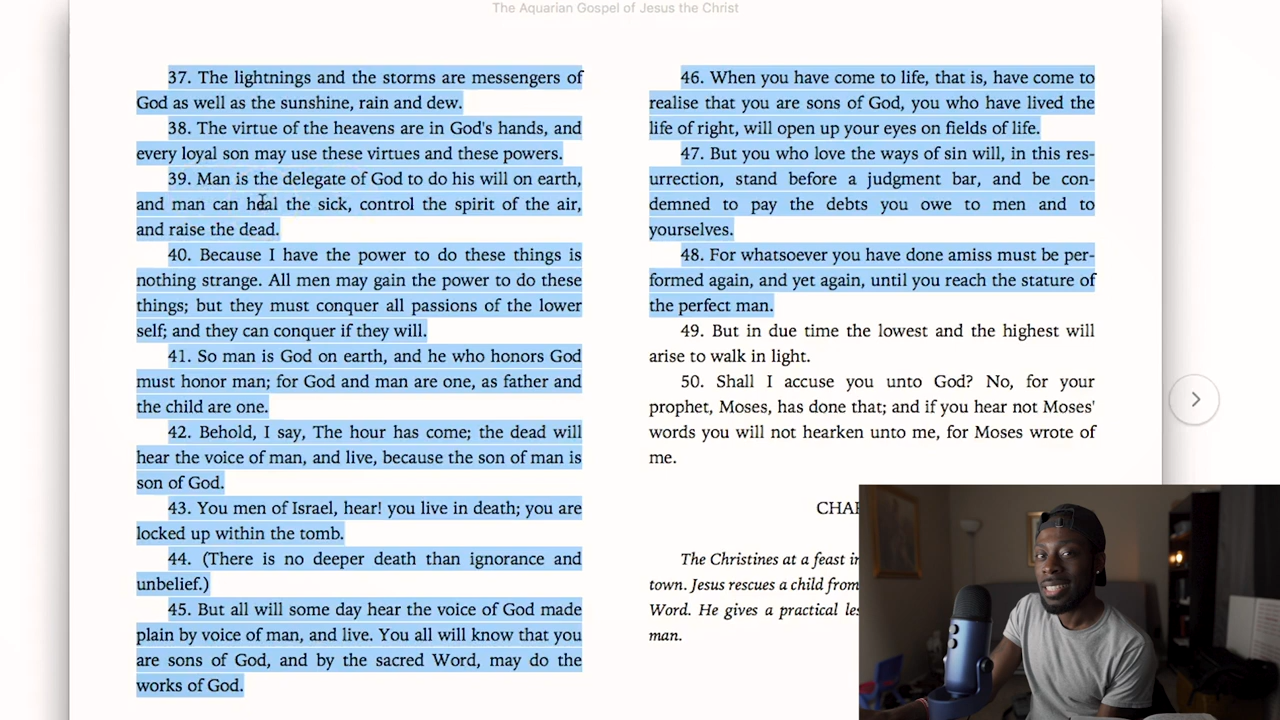 The Aquarian Gospel of Jesus the Christ
37. The lightnings and the storms are messengers of
God as well as the sunshine, rain and dew.
38. The virtue of the heavens are in God's hands, and
every loyal son may use these virtues and these powers.
39. Man is the delegate of God to do his will on earth,
and man can heal the sick, control the spirit of the air,
and raise the dead.
40. Because I have the power to do these things is
nothing strange. All men may gain the power to do these
things; but they must conquer all passions of the lower
self; and they can conquer if they will.
41. So man is God on earth, and he who honors God
must honor man; for God and man are one, as father and
the child are one.
42. Behold, I say, The hour has come; the dead will
hear the voice of man, and live, because the son of man is
son of God.
43. You men of Israel, hear! you live in death; you are
locked up within the tomb.
44. (There is no deeper death than ignorance and
unbelief.)
45. But all will some day hear the voice of God made
plain by voice of man, and live. You all will know that you
are sons of God, and by the sacred Word, may do the
works of God.
46. When you have come to life, that is, have come to
realise that you are sons of God, you who have lived the
life of right, will open up your eyes on fields of life.
47. But you who love the ways of sin will, in this res-
urrection, stand before a judgment bar, and be con-
demned to pay the debts you owe to men and to
yourselves.
48. For whatsoever you have done amiss must be per-
formed again, and yet again, until you reach the stature of
the perfect man.
49. But in due time the lowest and the highest will
arise to walk in light.
50. Shall I accuse you unto God? No, for your
prophet, Moses, has done that; and if you hear not Moses'
words you will not hearken unto me, for Moses wrote of
me.
CHA
The Christines at a feast in
town. Jesus rescues a child from
Word. He gives a practical les
man.